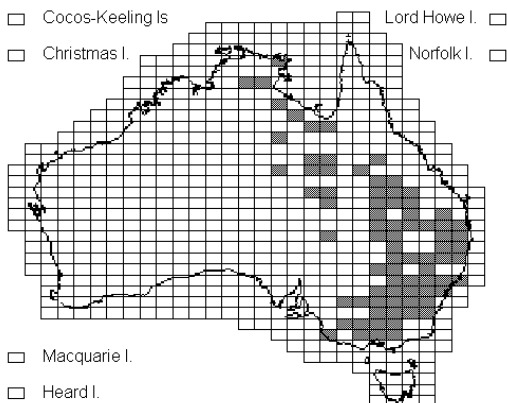 Cocos-Keeling Is
Lord Howe I.
Christmas I.
Norfolk I.
Macquarie I.
Heard I.